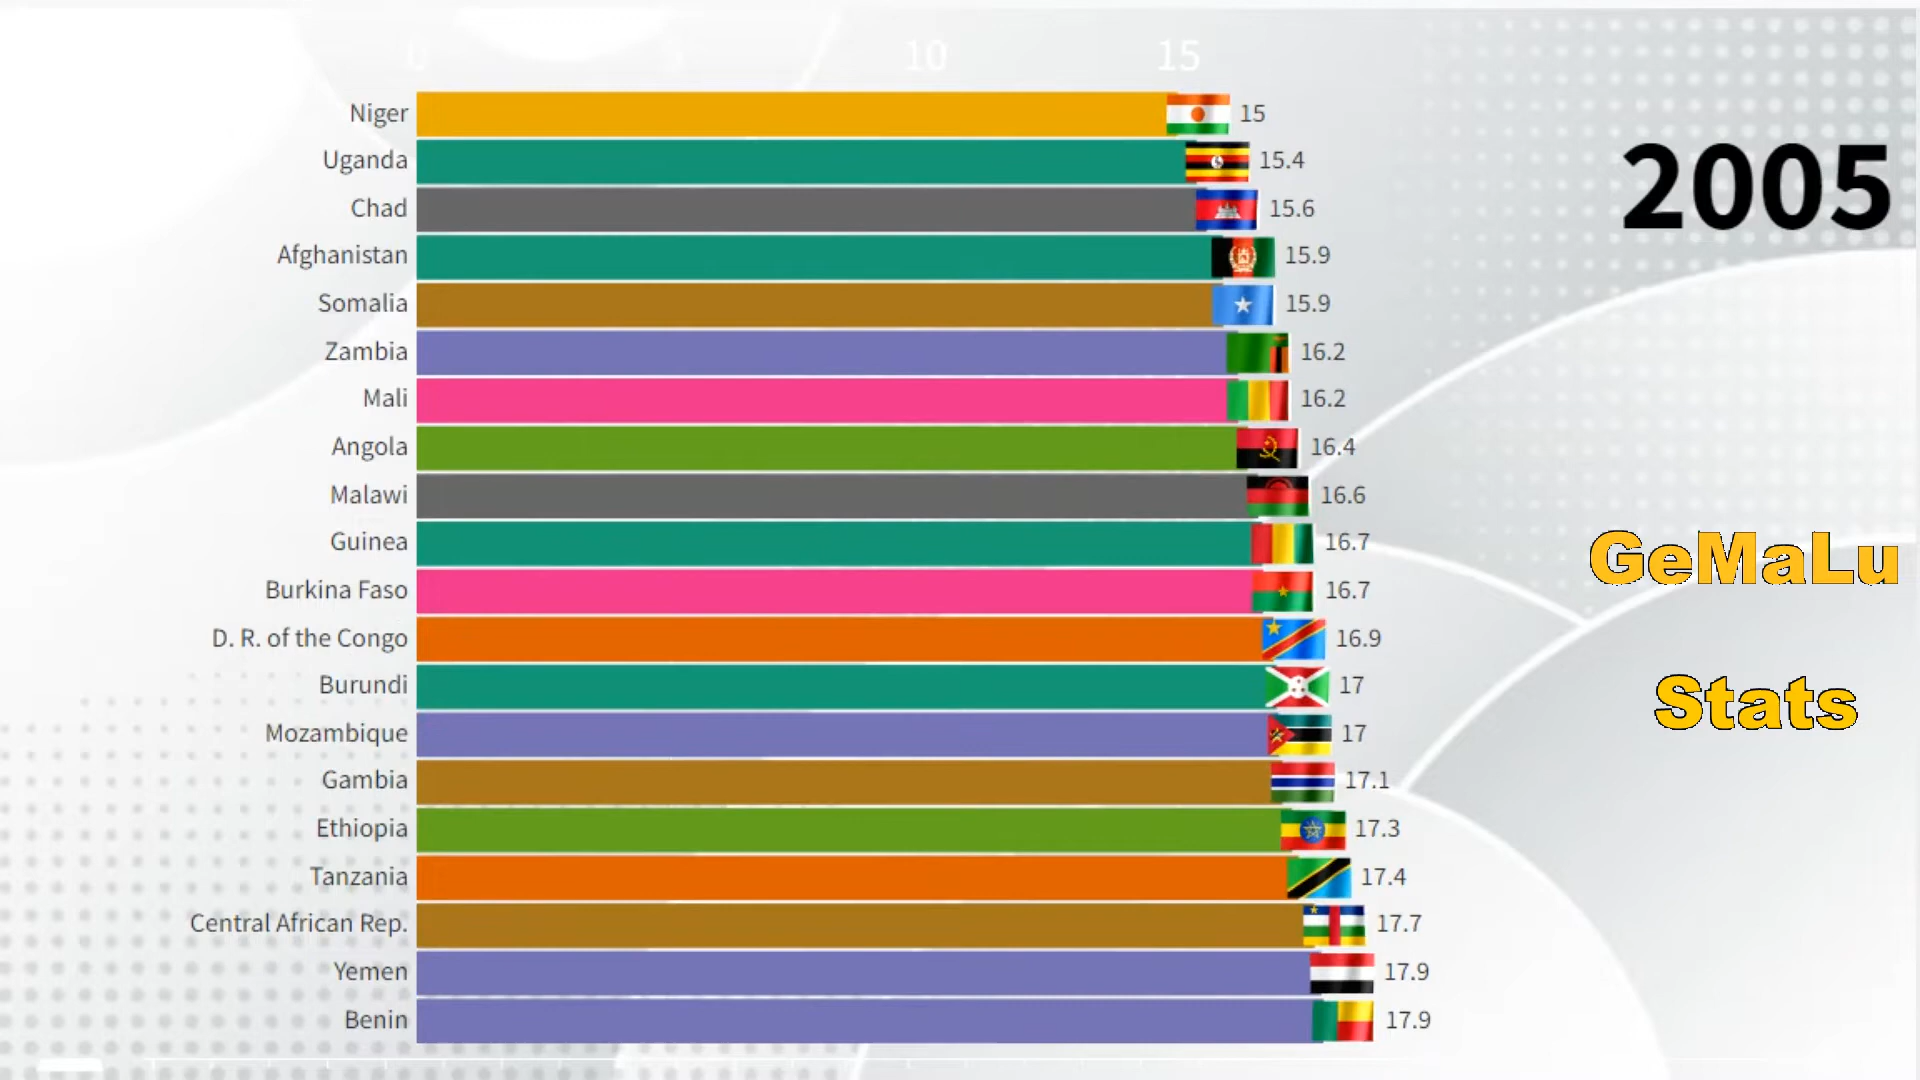 0 5 10 15
Niger 15
Uganda 15.4
Chad 15.6
Afghanistan 15.9
Somalia 15.9
Zambia 16.2
Mali 16.2
Angola 16.4
Malawi 16.6
Guinea 16.7
Burkina Faso 16.7
D. R. of the Congo 16.9
Burundi 17
Mozambique 17
Gambia 17.1
Ethiopia 17.3
Tanzania 17.4
Central African Rep. 17.7
Yemen 17.9
Benin 17.9
2005
GeMaLu
Stats